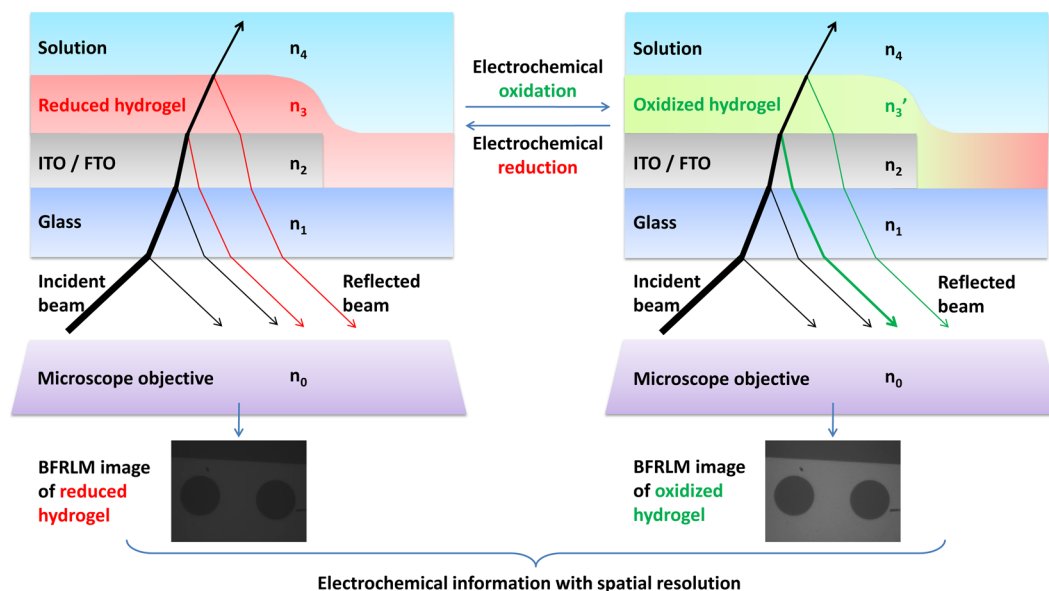 Solution n₄
Reduced hydrogel n₃
ITO / FTO n₂
Glass n₁
Incident
beam
Reflected
beam
Microscope objective n₀
BFRLM image
of reduced
hydrogel
Electrochemical
oxidation
Electrochemical
reduction
Solution n₄
Oxidized hydrogel n₃’
ITO / FTO n₂
Glass n₁
Incident
beam
Reflected
beam
Microscope objective n₀
BFRLM image
of oxidized
hydrogel
Electrochemical information with spatial resolution